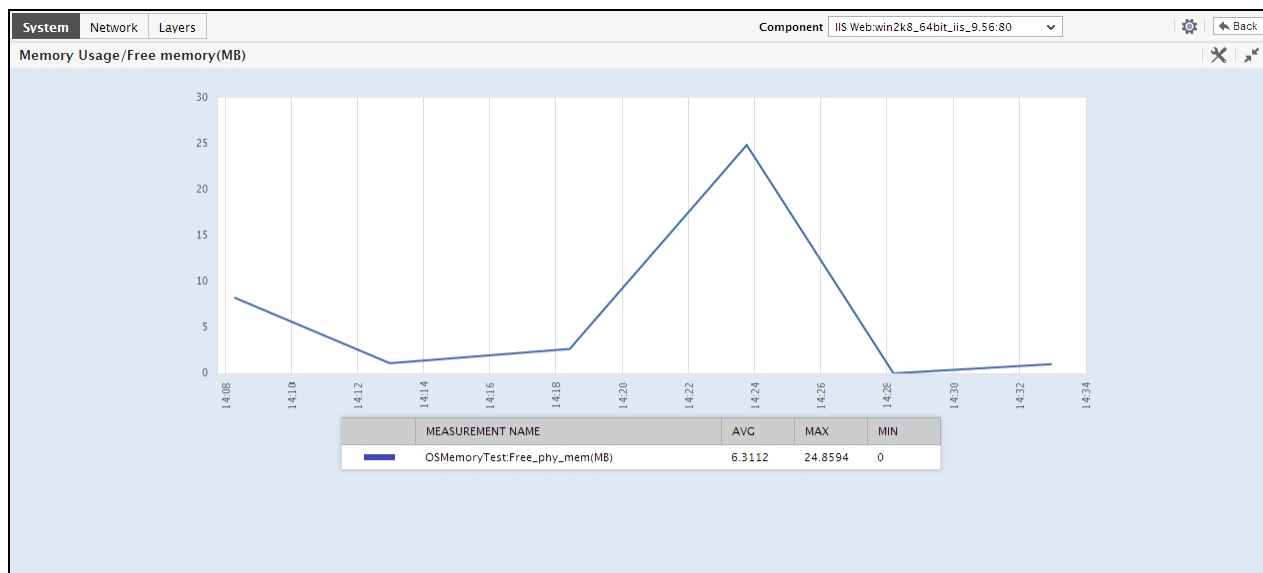 System Network Layers Component IIS Web:win2k8_64bit_iis_9.56:80 Back
Memory Usage/Free memory(MB)
30
25
20
15
10
5
0
14:08 14:10 14:12 14:14 14:16 14:18 14:20 14:22 14:24 14:26 14:28 14:30 14:32 14:34
MEASUREMENT NAME AVG MAX MIN
OSMemoryTest:Free_phy_mem(MB) 6.3112 24.8594 0